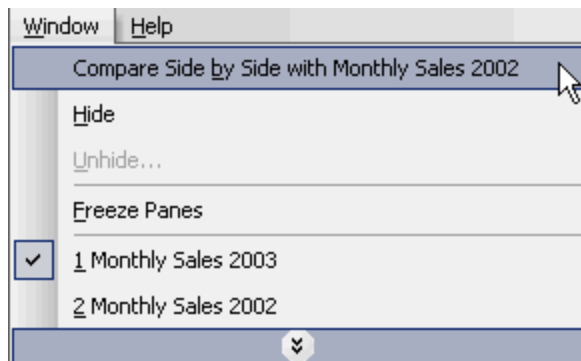 Window Help
Compare Side by Side with Monthly Sales 2002
Hide
Unhide...
Freeze Panes
1 Monthly Sales 2003
2 Monthly Sales 2002